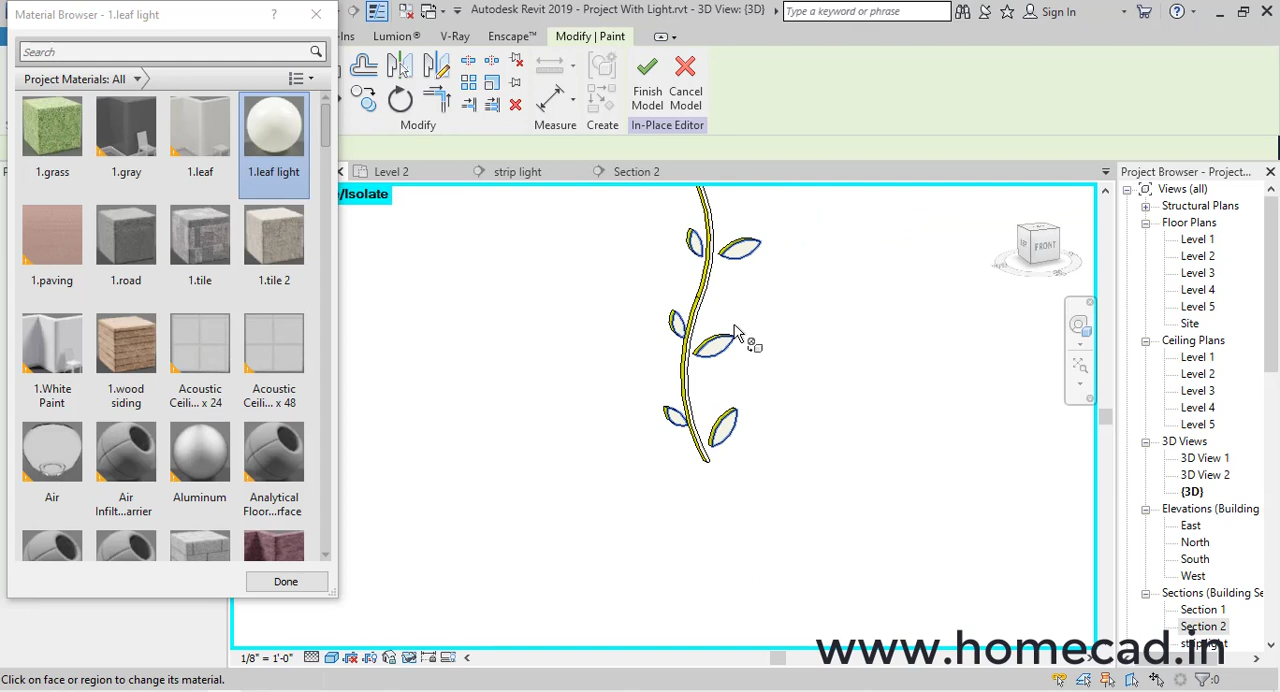 Material Browser - 1.leaf light
Autodesk Revit 2019 - Project With Light.rvt - 3D View: {3D}
Type a keyword or phrase
Sign In
Search
Lumion®
V-Ray
Enscape™
Modify | Paint
Project Materials: All
Finish Model
Cancel Model
Modify
Measure
Create
In-Place Editor
1.grass
1.gray
1.leaf
1.leaf light
1.paving
1.road
1.tile
1.tile 2
1.White Paint
1.wood siding
Acoustic Ceili... x 24
Acoustic Ceili... x 48
Air
Air Infilt...arrier
Aluminum
Analytical Floor...rface
Done
Level 2
strip light
Section 2
e/Isolate
FRONT
Project Browser - Project...
Views (all)
Structural Plans
Floor Plans
Level 1
Level 2
Level 3
Level 4
Level 5
Site
Ceiling Plans
Level 1
Level 2
Level 3
Level 4
Level 5
3D Views
3D View 1
3D View 2
{3D}
Elevations (Building
East
North
South
West
Sections (Building Se
Section 1
Section 2
1/8" = 1'-0"
www.homecad.in
Click on face or region to change its material.
:0